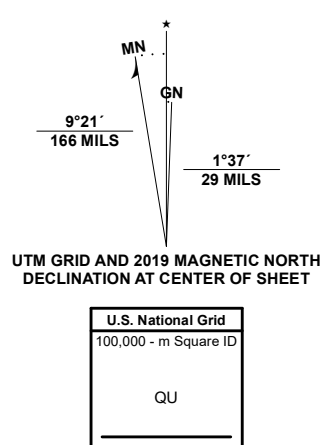 ★
MN
GN
9°21´
166 MILS
1°37´
29 MILS
UTM GRID AND 2019 MAGNETIC NORTH
DECLINATION AT CENTER OF SHEET
U.S. National Grid
100,000 - m Square ID
QU